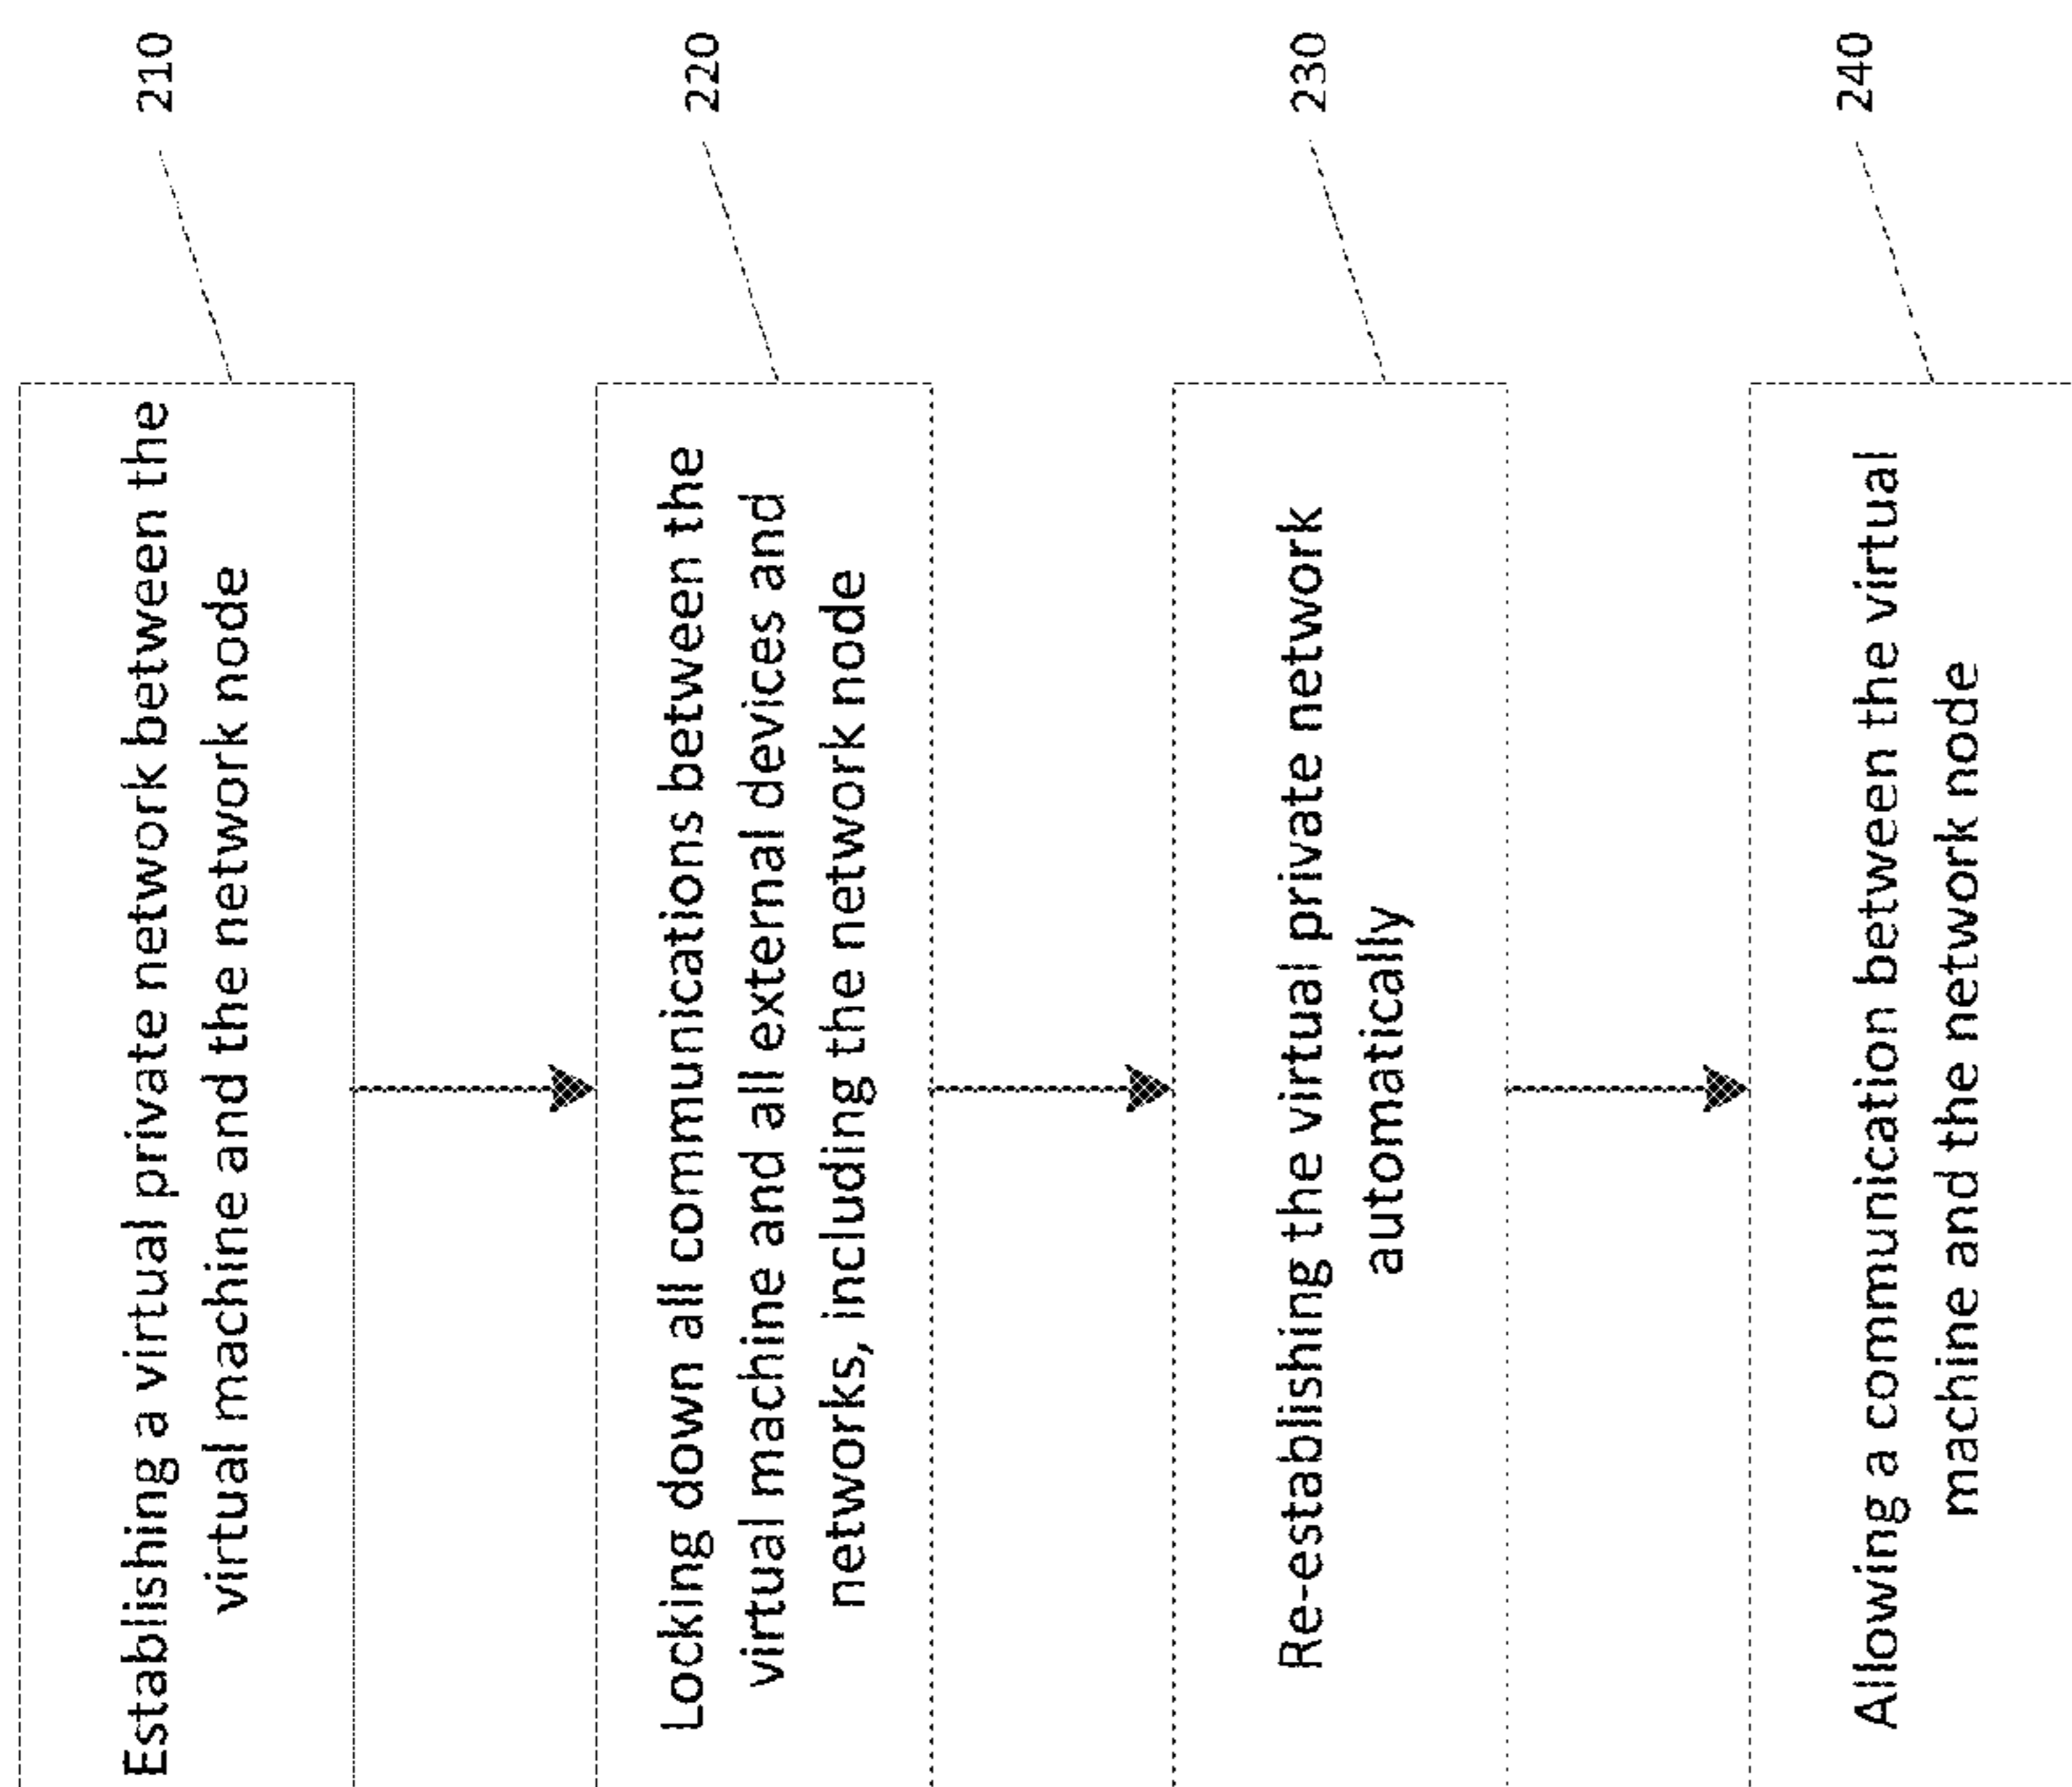 Establishing a virtual private network between the
virtual machine and the network node
210
Locking down all communications between the
virtual machine and all external devices and
networks, including the network node
220
Re-establishing the virtual private network
automatically
230
Allowing a communication between the virtual
machine and the network node
240